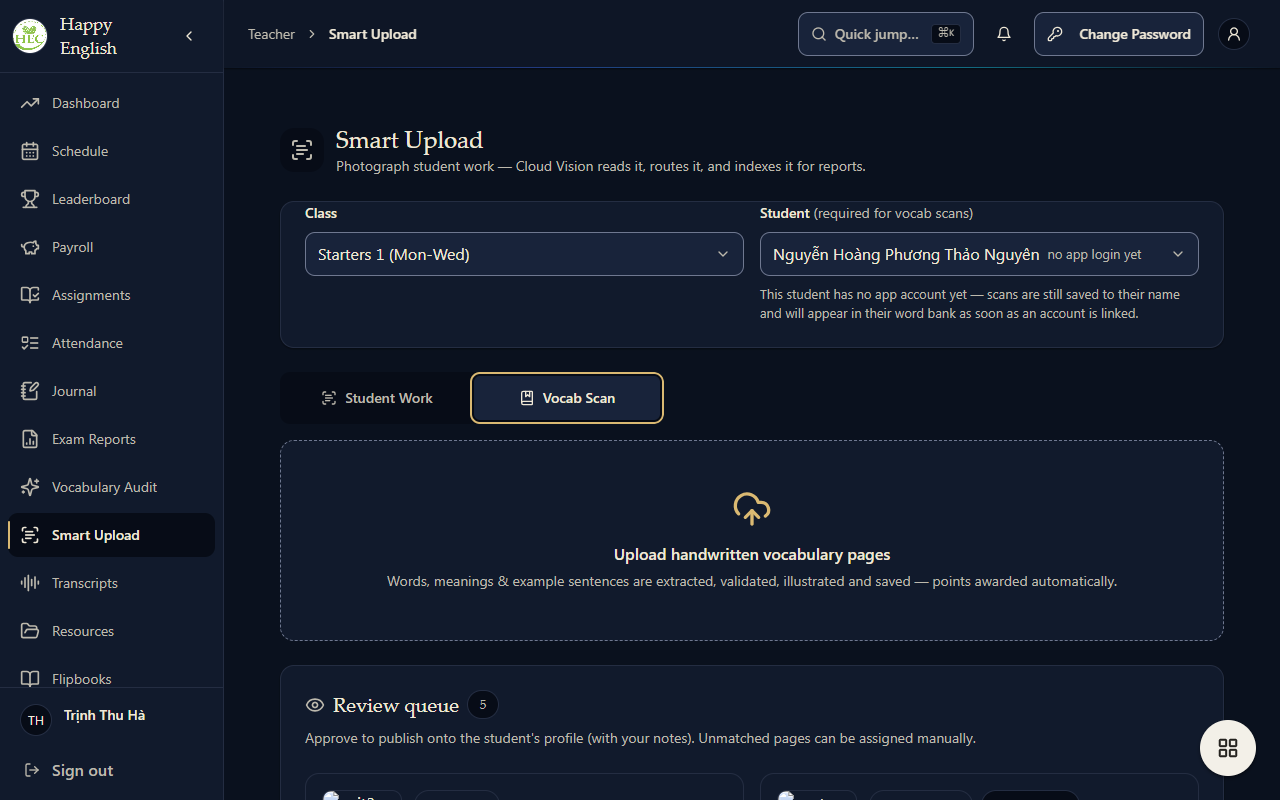 Happy
English
HEC
Teacher > Smart Upload
Quick jump... ⌘K
Change Password
Dashboard
Schedule
Leaderboard
Payroll
Assignments
Attendance
Journal
Exam Reports
Vocabulary Audit
Smart Upload
Transcripts
Resources
Flipbooks
TH Trịnh Thu Hà
Sign out
Smart Upload
Photograph student work — Cloud Vision reads it, routes it, and indexes it for reports.
Class
Starters 1 (Mon-Wed)
Student (required for vocab scans)
Nguyễn Hoàng Phương Thảo Nguyên no app login yet
This student has no app account yet — scans are still saved to their name
and will appear in their word bank as soon as an account is linked.
Student Work
Vocab Scan
Upload handwritten vocabulary pages
Words, meanings & example sentences are extracted, validated, illustrated and saved — points awarded automatically.
Review queue 5
Approve to publish onto the student's profile (with your notes). Unmatched pages can be assigned manually.